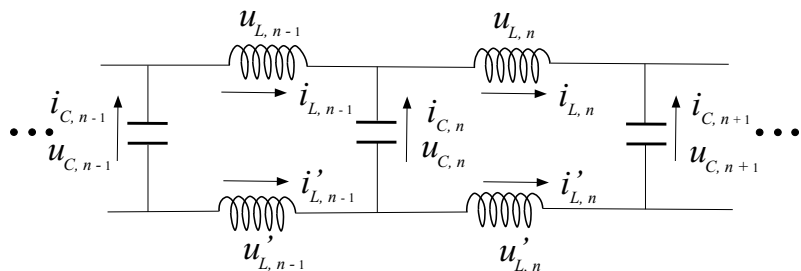 u_{L, n-1} u_{L, n}
i_{C, n-1} i_{L, n-1} i_{C, n} i_{L, n} i_{C, n+1}
••• u_{C, n-1} u_{C, n} u_{C, n+1} •••
i'_{L, n-1} i'_{L, n}
u'_{L, n-1} u'_{L, n}